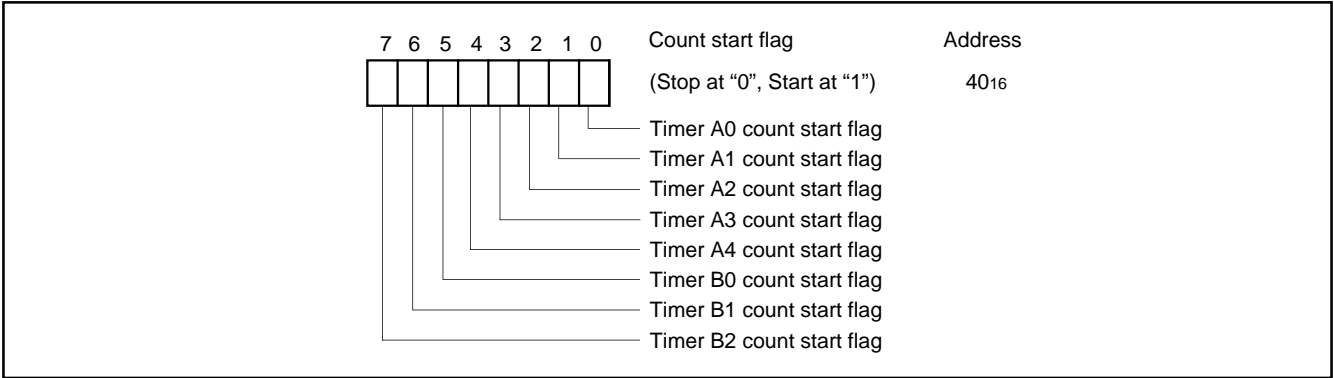 7 6 5 4 3 2 1 0 Count start flag Address
(Stop at “0”, Start at “1”) 4016
Timer A0 count start flag
Timer A1 count start flag
Timer A2 count start flag
Timer A3 count start flag
Timer A4 count start flag
Timer B0 count start flag
Timer B1 count start flag
Timer B2 count start flag